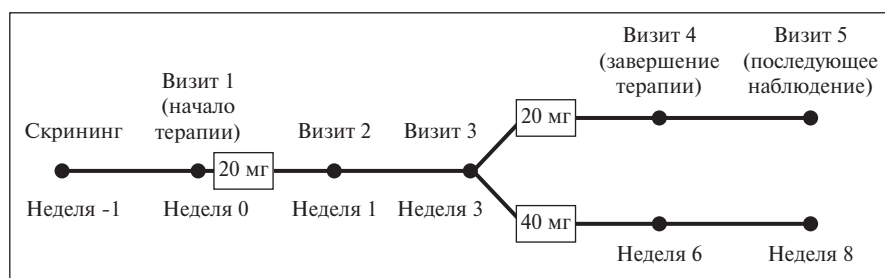 Скрининг
Неделя -1
Визит 1
(начало
терапии)
Неделя 0
20 мг
Визит 2
Неделя 1
Визит 3
Неделя 3
20 мг
Визит 4
(завершение
терапии)
Визит 5
(последующее
наблюдение)
40 мг
Неделя 6
Неделя 8